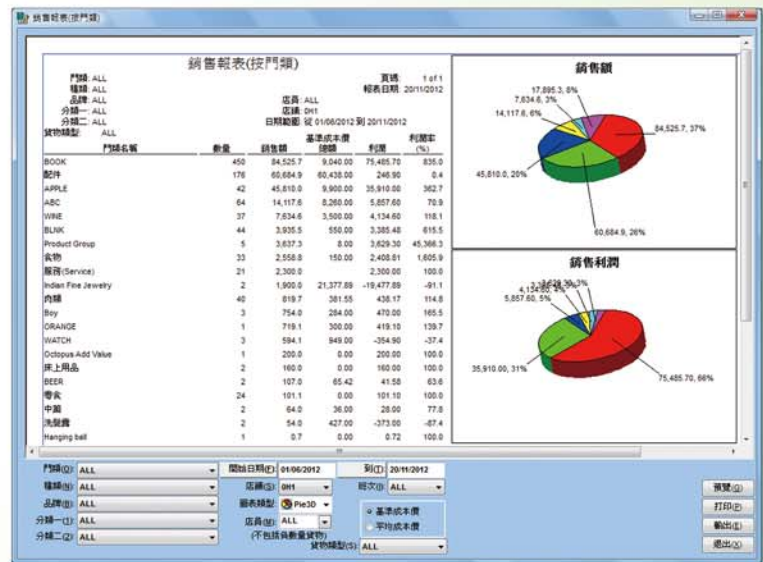 銷售報表(按門類)
銷售報表(按門類)
門類: ALL 頁碼: 1 of 1
種類: ALL 報表日期: 20/11/2012
品牌: ALL 店員: ALL
分類一: ALL 店鋪: 0H1
分類二: ALL 日期範圍: 從 01/06/2012 到 20/11/2012
貨物類型: ALL
門類名稱 數量 銷售額 基準成本價總額 利潤 利潤率(%)
BOOK 450 84,525.7 9,040.00 75,485.70 835.0
配件 176 60,684.9 60,438.00 246.90 0.4
APPLE 42 45,810.0 9,900.00 35,910.00 362.7
ABC 64 14,117.6 8,260.00 5,857.60 70.9
WINE 37 7,634.6 3,500.00 4,134.60 118.1
BLNK 44 3,935.5 550.00 3,385.48 615.5
Product Group 5 3,637.3 8.00 3,629.30 45,366.3
食物 33 2,558.8 150.00 2,408.81 1,605.9
服務(Service) 21 2,300.0 2,300.00 100.0
Indian Fine Jewelry 2 1,900.0 21,377.89 -19,477.89 -91.1
肉類 40 819.7 381.55 438.17 114.8
Boy 3 754.0 284.00 470.00 165.5
ORANGE 1 719.1 300.00 419.10 139.7
WATCH 3 594.1 949.00 -354.90 -37.4
Octopus Add Value 1 200.0 0.00 200.00 100.0
床上用品 2 160.0 0.00 160.00 100.0
BEER 2 107.0 65.42 41.58 63.6
零食 24 101.1 0.00 101.10 100.0
中國 2 64.0 36.00 28.00 77.8
洗髮露 2 54.0 427.00 -373.00 -87.4
Hanging ball 1 0.7 0.00 0.72 100.0
銷售額
17,895.3, 8%
7,634.6, 3%
14,117.6, 6%
84,525.7, 37%
45,810.0, 20%
60,684.9, 26%
銷售利潤
3,629.30, 3%
4,134.60, 4%
5,857.60, 5%
35,910.00, 31%
75,485.70, 66%
門類(O): ALL 開始日期(F): 01/06/2012 到(T): 20/11/2012
種類(N): ALL 店鋪(S): 0H1 班次(I): ALL 預覽(G)
品牌(B): ALL 圖表類型: Pie3D 基準成本價 打印(P)
分類一(1): ALL 店員(M): ALL 平均成本價 輸出(E)
分類二(2): ALL (不包括負數量貨物) 退出(X)
貨物類型(S): ALL